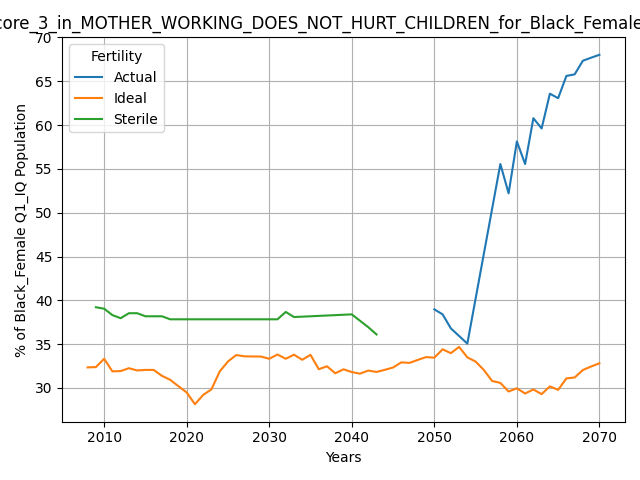 core_3_in_MOTHER_WORKING_DOES_NOT_HURT_CHILDREN_for_Black_Female
Fertility
Actual
Ideal
Sterile
% of Black_Female Q1_IQ Population
70
65
60
55
50
45
40
35
30
2010 2020 2030 2040 2050 2060 2070
Years